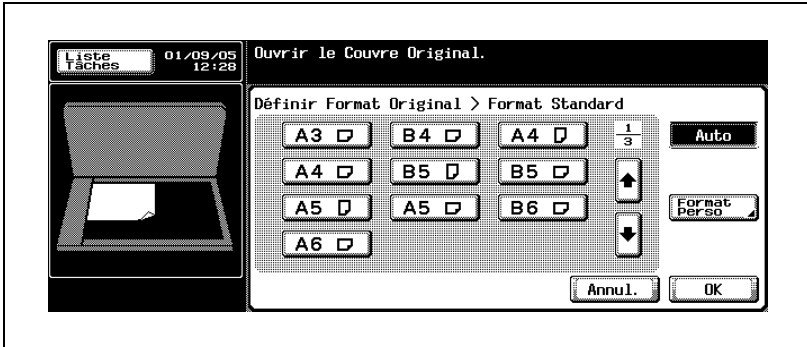 Liste
Tâches
01/09/05
12:28
Ouvrir le Couvre Original.
Définir Format Original > Format Standard
A3 B4 A4
1
3
Auto
A4 B5 B5
A5 A5 B6
Format
Perso
A6
Annul. OK